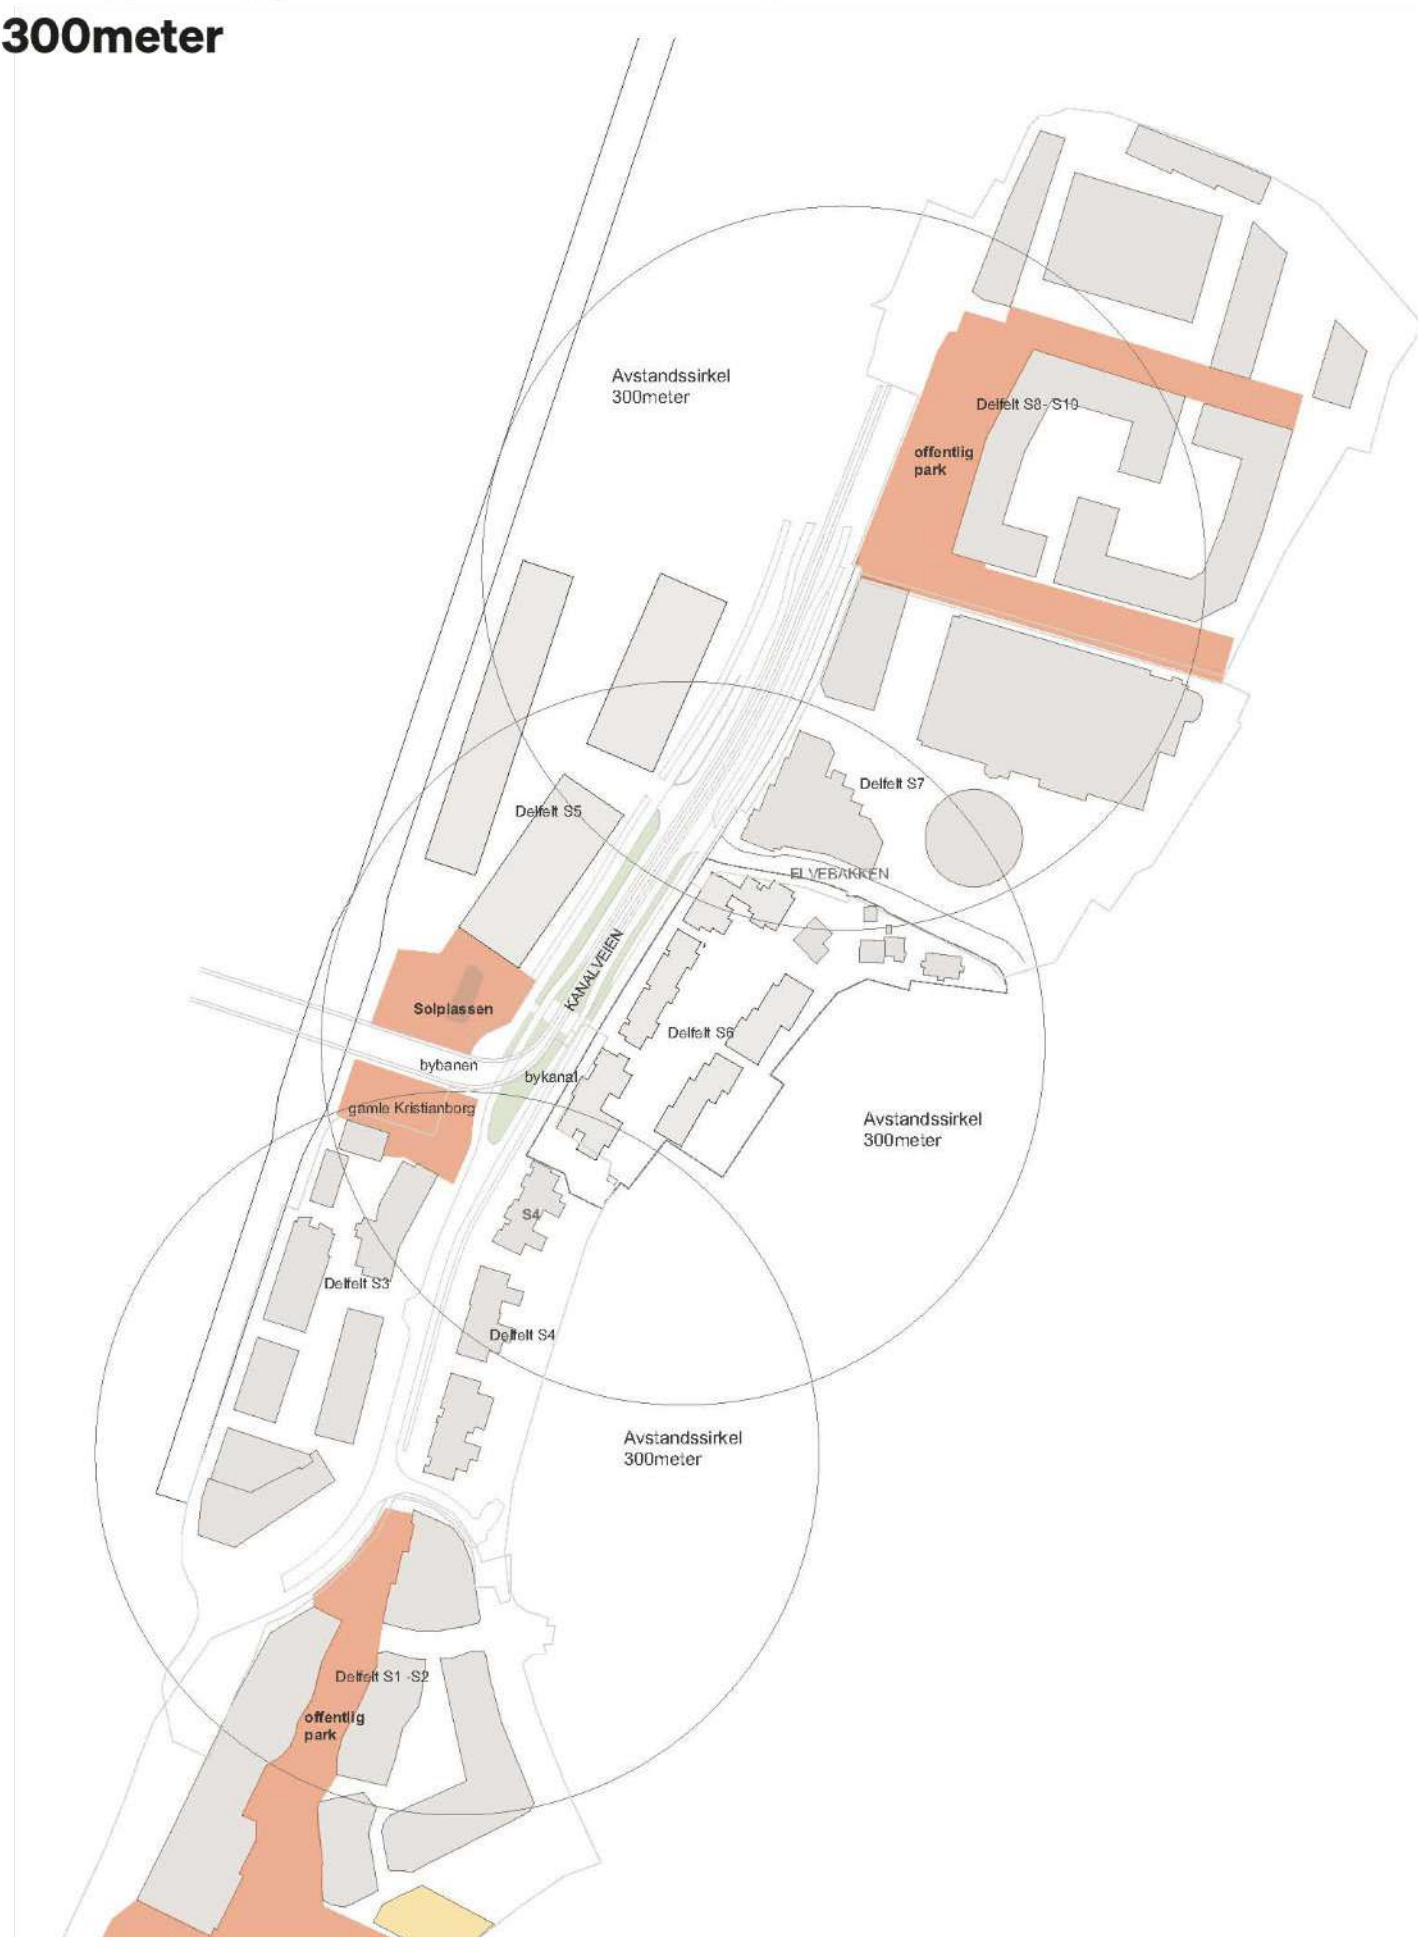 300meter
Avstandssirkel
300meter
Delfelt S8- S10
offentlig
park
Delfelt S7
Delfelt S5
ELVEBAKKEN
KANALVEIEN
Solplassen
Delfelt S6
bybanen
bykanal
gamle Kristianborg
Avstandssirkel
300meter
S4
Delfelt S3
Delfelt S4
Avstandssirkel
300meter
Delfelt S1 -S2
offentlig
park